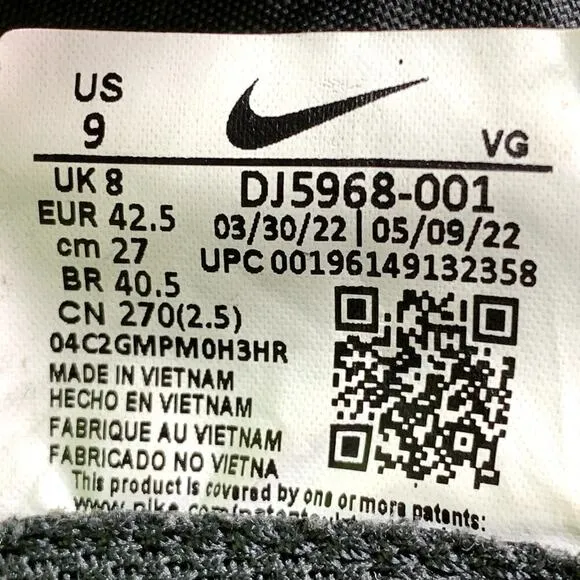 US
9
VG
UK 8
EUR 42.5
cm 27
BR 40.5
CN 270(2.5)
DJ5968-001
03/30/22 | 05/09/22
UPC 00196149132358
04C2GMPM0H3HR
MADE IN VIETNAM
HECHO EN VIETNAM
FABRIQUE AU VIETNAM
FABRICADO NO VIETNA
This product is covered by one or more patents: